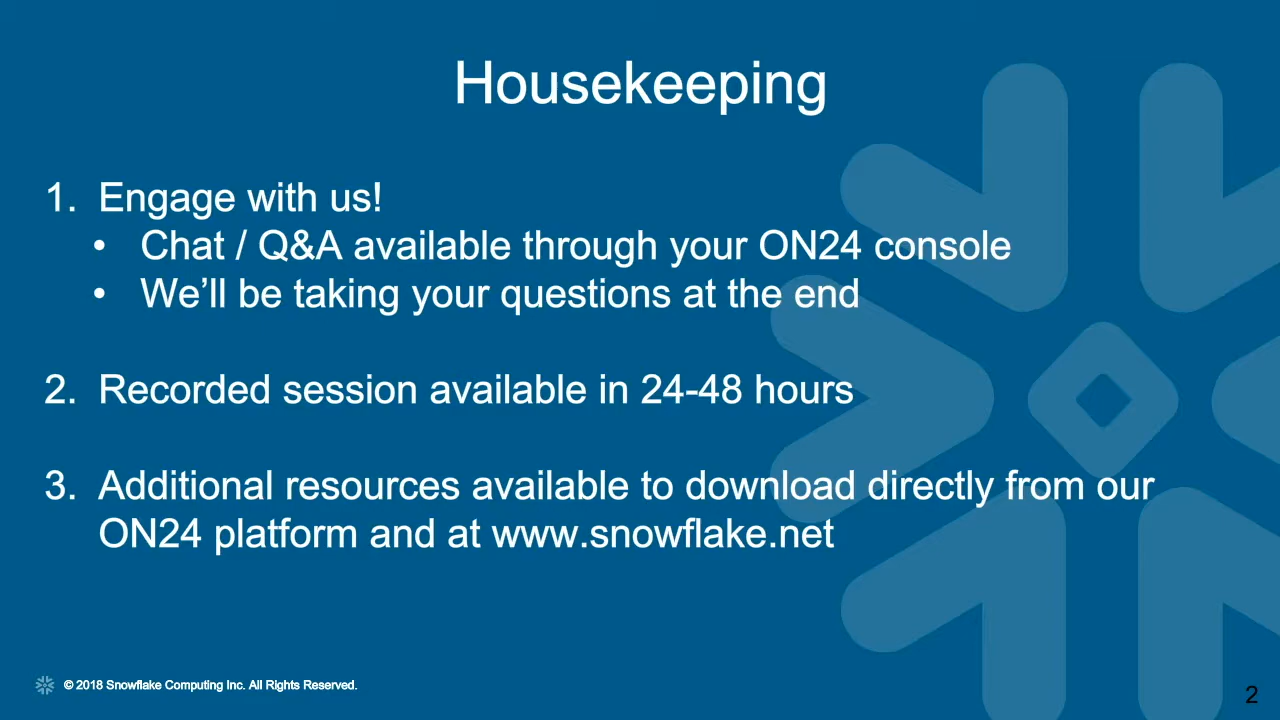 Housekeeping
1. Engage with us!
• Chat / Q&A available through your ON24 console
• We’ll be taking your questions at the end
2. Recorded session available in 24-48 hours
3. Additional resources available to download directly from our
ON24 platform and at www.snowflake.net
© 2018 Snowflake Computing Inc. All Rights Reserved.
2